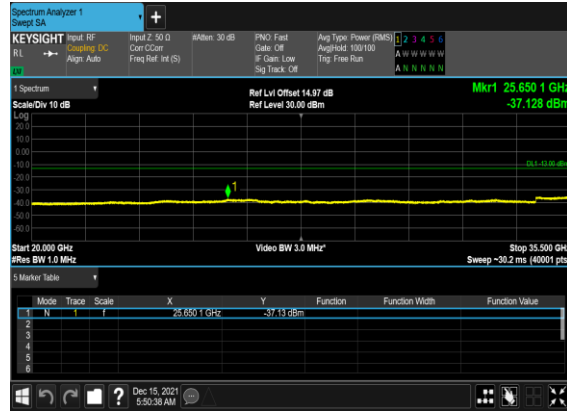 Spectrum Analyzer 1
Swept SA
+
KEYSIGHT Input: RF Input Z: 50 Ω #Atten: 30 dB PNO: Fast Avg Type: Power (RMS) 1 2 3 4 5 6
RL Coupling: DC Corr CCorr Gate: Off Avg|Hold: 100/100 A W W W W W
Align: Auto Freq Ref: Int (S) IF Gain: Low Trig: Free Run
LW Sig Track: Off A N N N N N
1 Spectrum Ref Lvl Offset 14.97 dB Mkr1 25.650 1 GHz
Scale/Div 10 dB Ref Level 30.00 dBm -37.128 dBm
Log
20.0
10.0
0.00
-10.0 DL1 -13.00 dBm
-20.0
-30.0 1
-40.0
-50.0
-60.0
Start 20.000 GHz Video BW 3.0 MHz* Stop 35.500 GHz
#Res BW 1.0 MHz Sweep ~30.2 ms (40001 pts)
5 Marker Table
Mode Trace Scale X Y Function Function Width Function Value
1 N 1 f 25.650 1 GHz -37.13 dBm
2
3
4
5
6
? Dec 15, 2021
5:50:38 AM